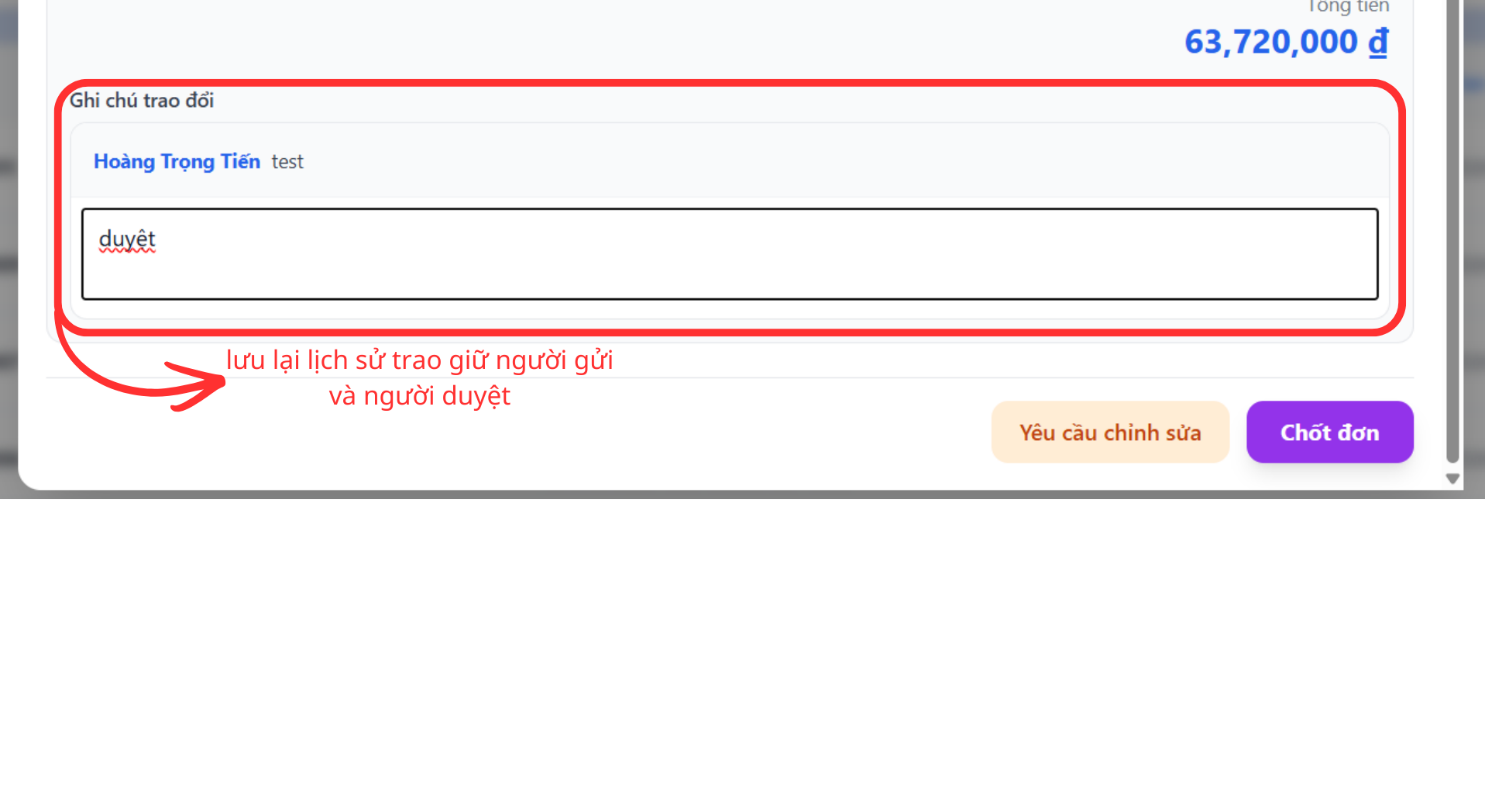 Tổng tiền
63,720,000 ₫
Ghi chú trao đổi
Hoàng Trọng Tiến test
duyệt
lưu lại lịch sử trao giữ người gửi
và người duyệt
Yêu cầu chỉnh sửa
Chốt đơn